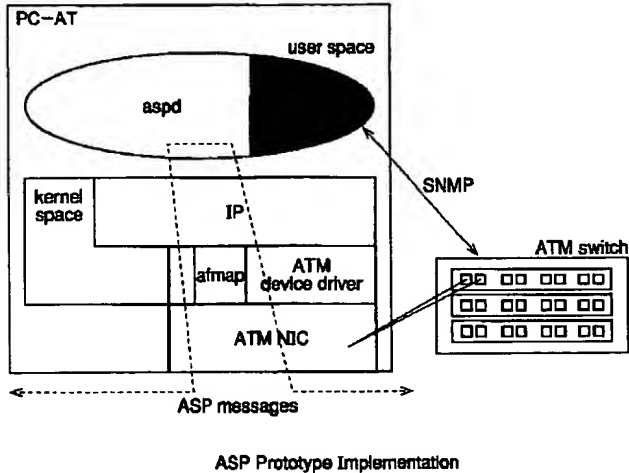 PC-AT
user space
aspd
SNMP
kernel
space
IP
ATM switch
afmap
ATM
device driver
ATM NIC
ASP messages
ASP Prototype Implementation